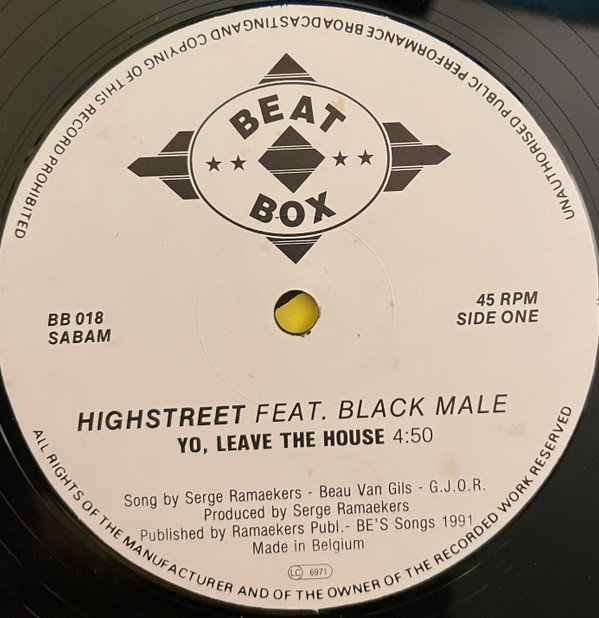 UNAUTHORISED PUBLIC PERFORMANCE BROADCASTING AND COPYING OF THIS RECORD PROHIBITED
BEAT
BOX
BB 018
SABAM
45 RPM
SIDE ONE
HIGHSTREET FEAT. BLACK MALE
YO, LEAVE THE HOUSE 4:50
Song by Serge Ramaekers - Beau Van Gils - G.J.O.R.
Produced by Serge Ramaekers
Published by Ramaekers Publ.- BE'S Songs 1991
Made in Belgium
LC 6971
ALL RIGHTS OF THE MANUFACTURER AND OF THE OWNER OF THE RECORDED WORK RESERVED